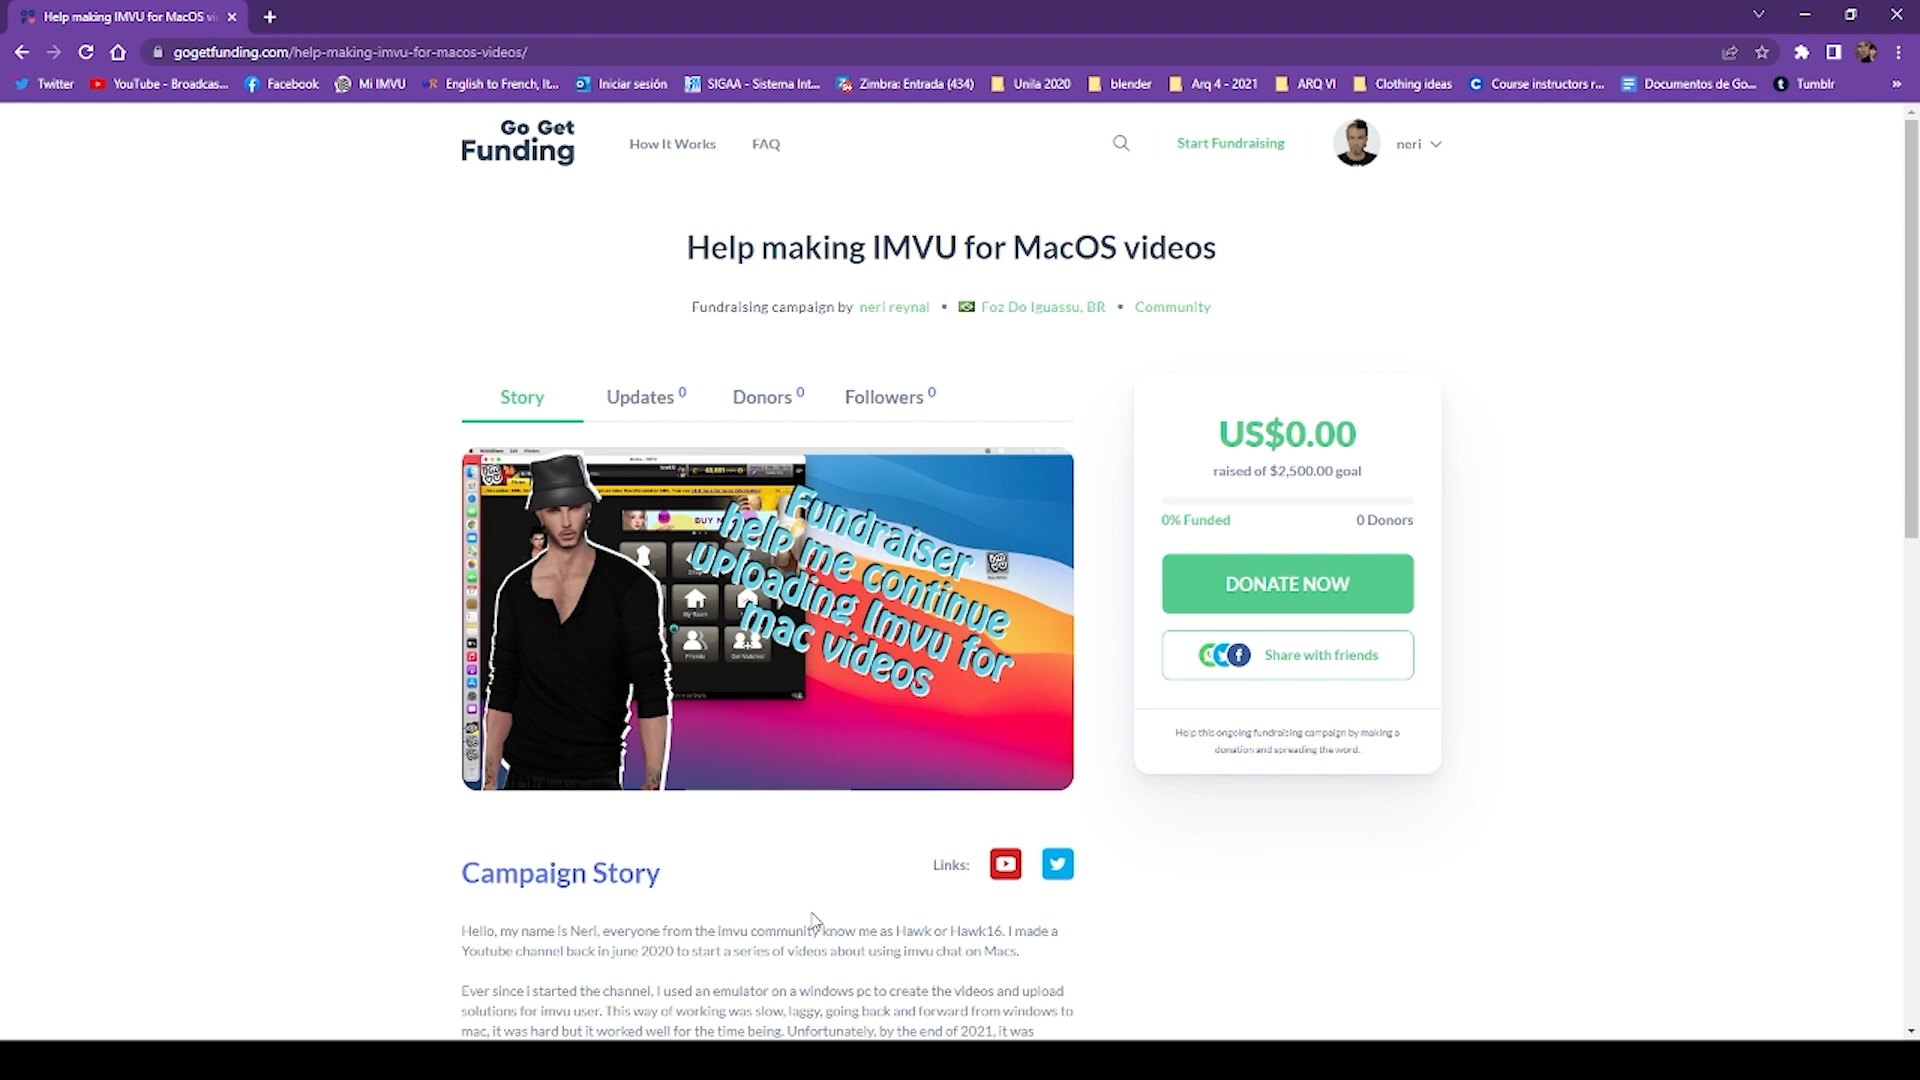 Help making IMVU for MacOS vi
gogetfunding.com/help-making-imvu-for-macos-videos/
Twitter
YouTube - Broadcas...
Facebook
Mi IMVU
English to French, It...
Iniciar sesión
SIGAA - Sistema Int...
Zimbra: Entrada (434)
Unila 2020
blender
Arq 4 - 2021
ARQ VI
Clothing ideas
Course instructors r...
Documentos de Go...
Tumblr
»
Go Get
Funding
How It Works
FAQ
Start Fundraising
neri
Help making IMVU for MacOS videos
Fundraising campaign by neri reynal • Foz Do Iguassu, BR • Community
Story
Updates 0
Donors 0
Followers 0
Fundraiser
help me continue
uploading Imvu for
mac videos
BUY N
My Room
Friends
Get Matched
US$0.00
raised of $2,500.00 goal
0% Funded
0 Donors
DONATE NOW
Share with friends
Help this ongoing fundraising campaign by making a
donation and spreading the word.
Campaign Story
Links:
Hello, my name is Neri, everyone from the imvu community know me as Hawk or Hawk16. I made a
Youtube channel back in june 2020 to start a series of videos about using imvu chat on Macs.
Ever since i started the channel, I used an emulator on a windows pc to create the videos and upload
solutions for imvu user. This way of working was slow, laggy, going back and forward from windows to
mac, it was hard but it worked well for the time being. Unfortunately, by the end of 2021, it was